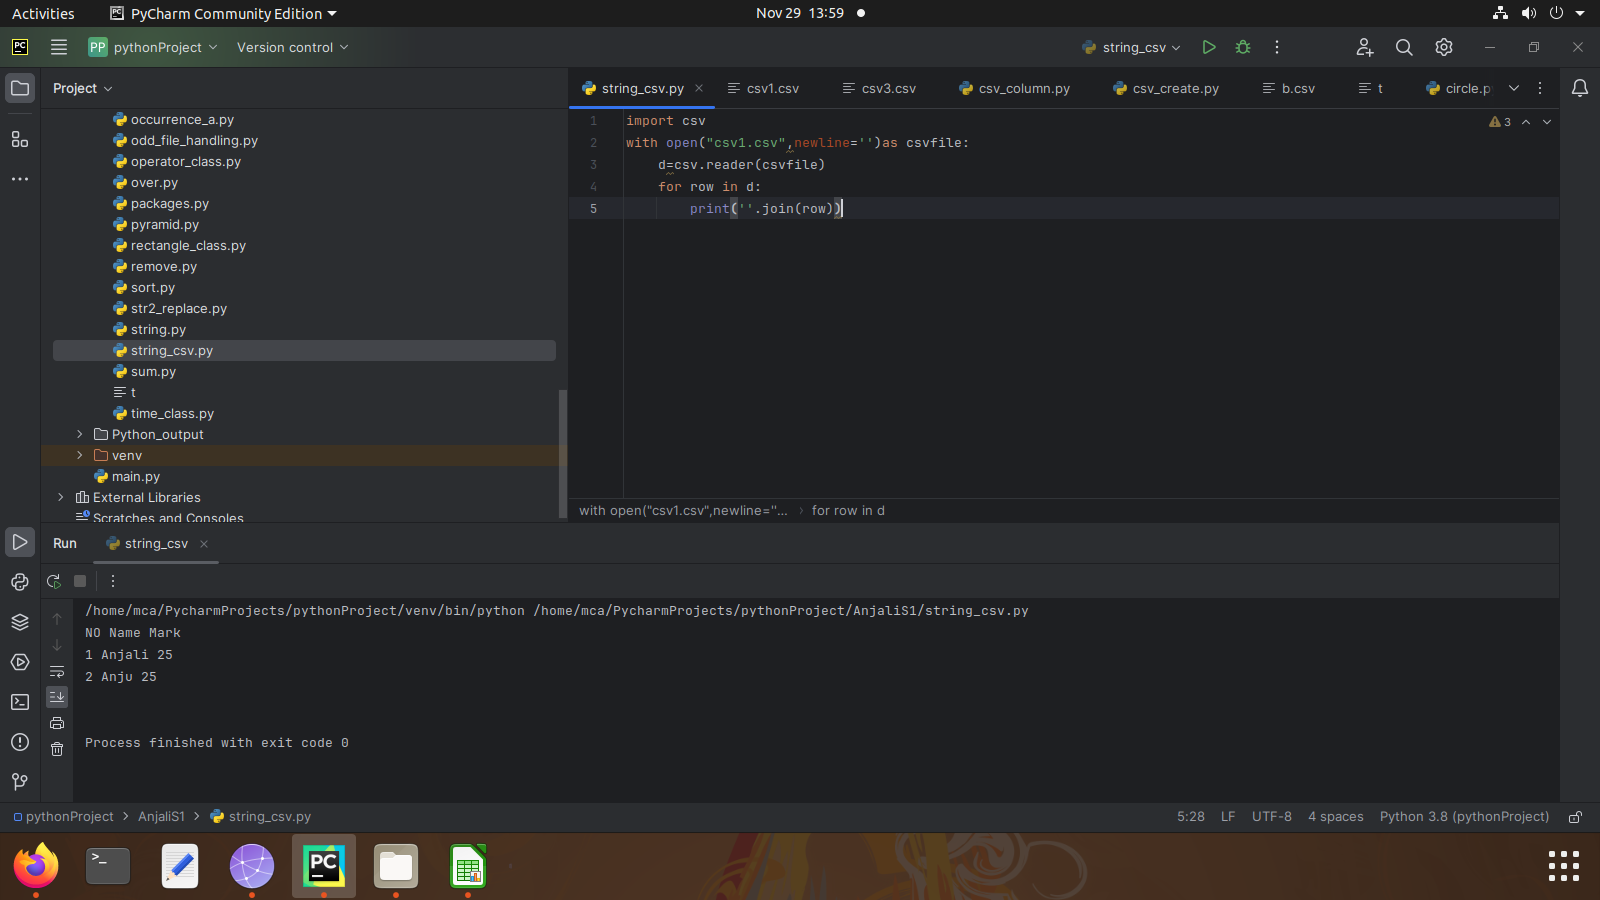 Activities
PyCharm Community Edition
Nov 29 13:59
PC
PP pythonProject
Version control
string_csv
Project
string_csv.py
csv1.csv
csv3.csv
csv_column.py
csv_create.py
b.csv
t
circle.p
occurrence_a.py
odd_file_handling.py
operator_class.py
over.py
packages.py
pyramid.py
rectangle_class.py
remove.py
sort.py
str2_replace.py
string.py
string_csv.py
sum.py
t
time_class.py
Python_output
venv
main.py
External Libraries
Scratches and Consoles
1 import csv
2 with open("csv1.csv",newline='')as csvfile:
3 d=csv.reader(csvfile)
4 for row in d:
5 print(''.join(row))
3
with open("csv1.csv",newline=''... › for row in d
Run
string_csv
/home/mca/PycharmProjects/pythonProject/venv/bin/python /home/mca/PycharmProjects/pythonProject/AnjaliS1/string_csv.py
NO Name Mark
1 Anjali 25
2 Anju 25
Process finished with exit code 0
pythonProject > AnjaliS1 > string_csv.py
5:28 LF UTF-8 4 spaces Python 3.8 (pythonProject)
>_
PC